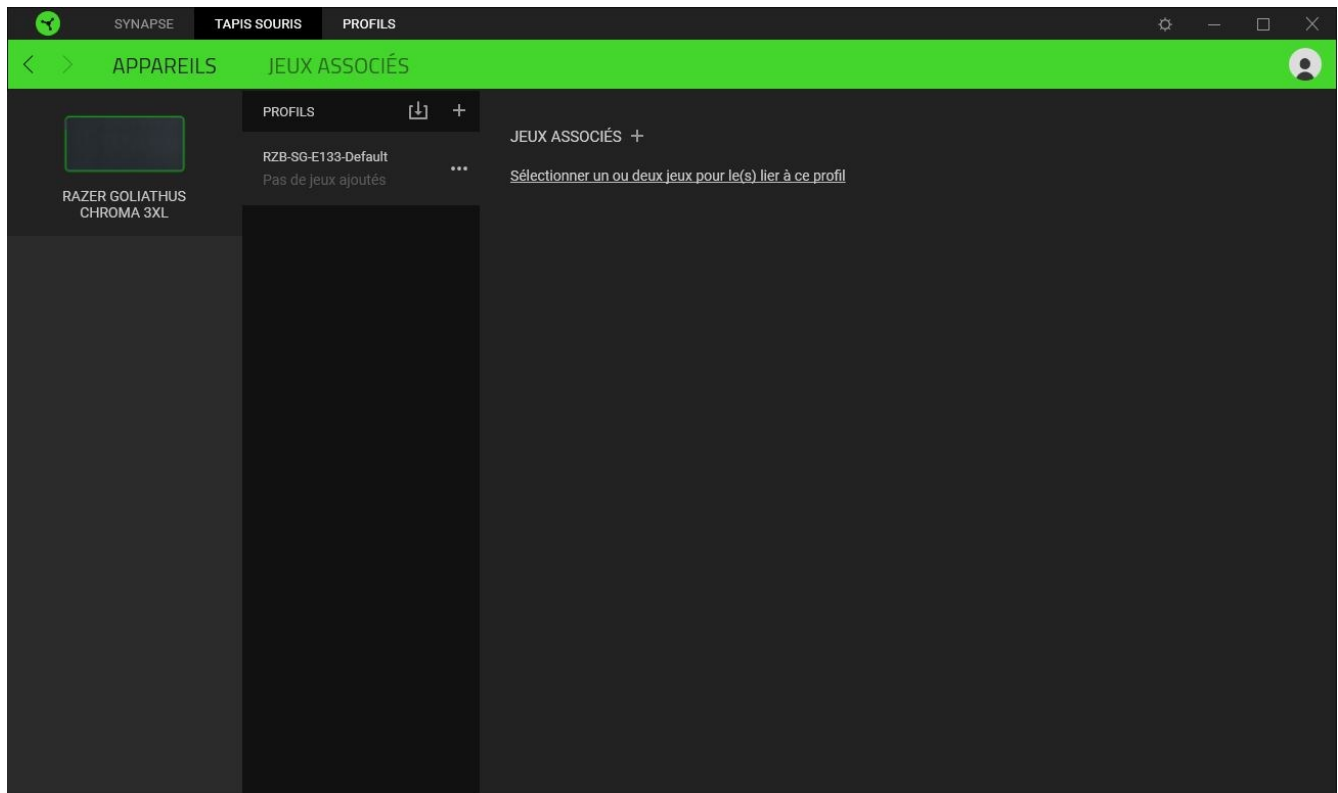 SYNAPSE TAPIS SOURIS PROFILS
APPAREILS JEUX ASSOCIÉS
PROFILS
RZB-SG-E133-Default
Pas de jeux ajoutés
RAZER GOLIATHUS
CHROMA 3XL
JEUX ASSOCIÉS +
Sélectionner un ou deux jeux pour le(s) lier à ce profil